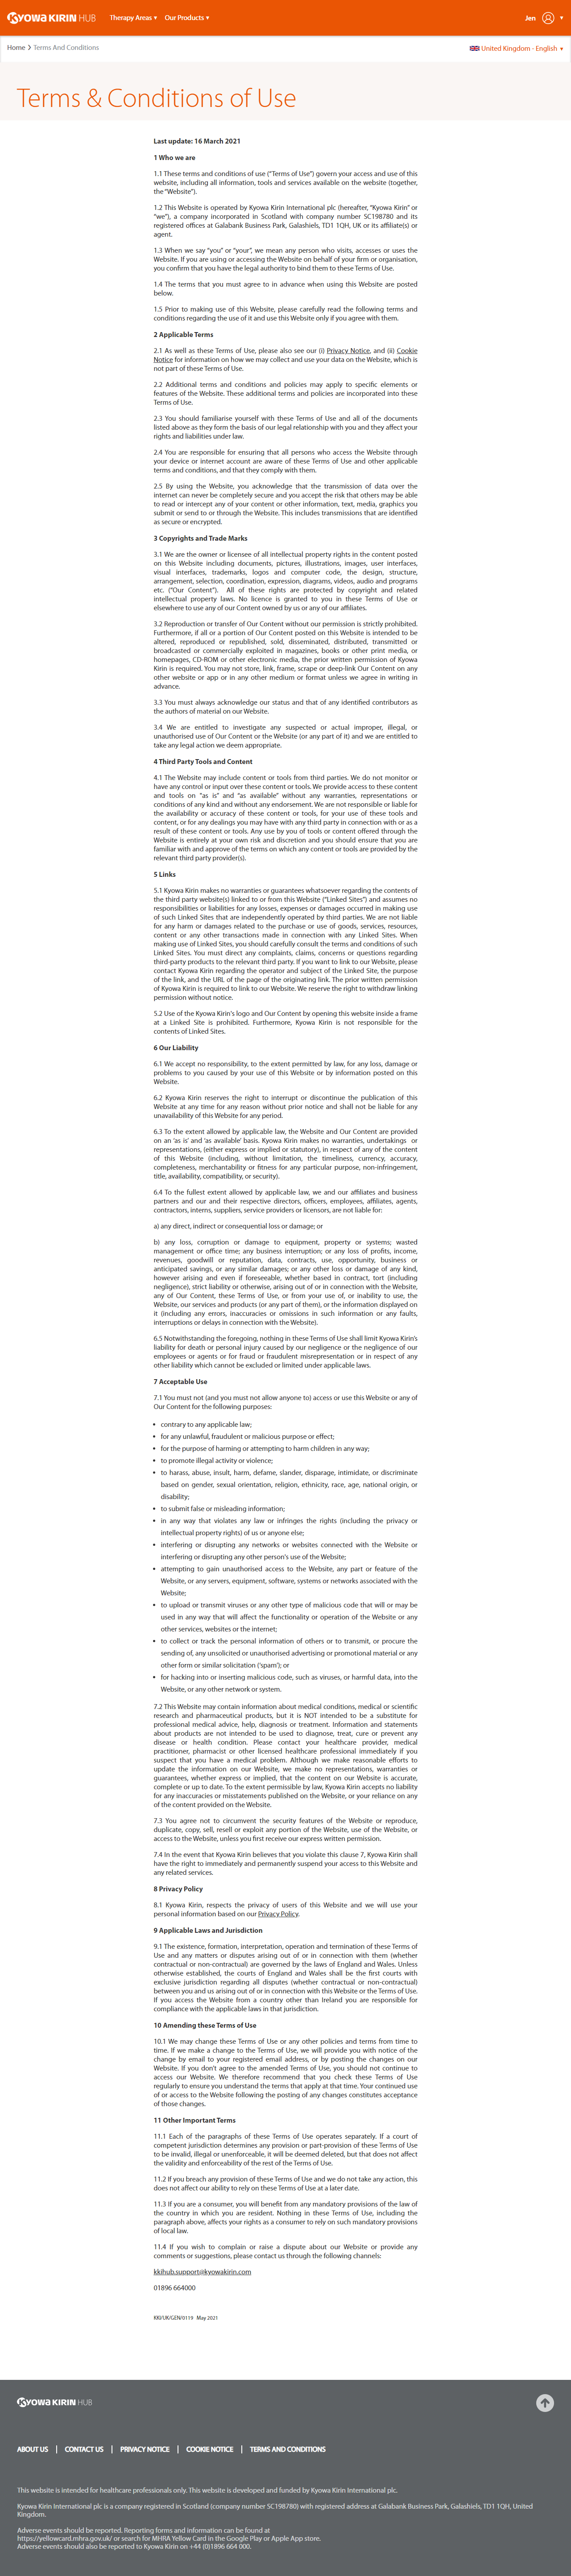 KYOWA KIRIN HUB
Therapy Areas ▾ Our Products ▾
Jen ▾
Home > Terms And Conditions
United Kingdom - English ▾
Terms & Conditions of Use
Last update: 16 March 2021
1 Who we are
1.1 These terms and conditions of use ("Terms of Use") govern your access and use of this
website, including all information, tools and services available on the website (together,
the "Website").
1.2 This Website is operated by Kyowa Kirin International plc (hereafter, "Kyowa Kirin" or
"we"), a company incorporated in Scotland with company number SC198780 and its
registered offices at Galabank Business Park, Galashiels, TD1 1QH, UK or its affiliate(s) or
agent.
1.3 When we say "you" or "your", we mean any person who visits, accesses or uses the
Website. If you are using or accessing the Website on behalf of your firm or organisation,
you confirm that you have the legal authority to bind them to these Terms of Use.
1.4 The terms that you must agree to in advance when using this Website are posted
below.
1.5 Prior to making use of this Website, please carefully read the following terms and
conditions regarding the use of it and use this Website only if you agree with them.
2 Applicable Terms
2.1 As well as these Terms of Use, please also see our (i) Privacy Notice, and (ii) Cookie
Notice for information on how we may collect and use your data on the Website, which is
not part of these Terms of Use.
2.2 Additional terms and conditions and policies may apply to specific elements or
features of the Website. These additional terms and policies are incorporated into these
Terms of Use.
2.3 You should familiarise yourself with these Terms of Use and all of the documents
listed above as they form the basis of our legal relationship with you and they affect your
rights and liabilities under law.
2.4 You are responsible for ensuring that all persons who access the Website through
your device or internet account are aware of these Terms of Use and other applicable
terms and conditions, and that they comply with them.
2.5 By using the Website, you acknowledge that the transmission of data over the
internet can never be completely secure and you accept the risk that others may be able
to read or intercept any of your content or other information, text, media, graphics you
submit or send to or through the Website. This includes transmissions that are identified
as secure or encrypted.
3 Copyrights and Trade Marks
3.1 We are the owner or licensee of all intellectual property rights in the content posted
on this Website including documents, pictures, illustrations, images, user interfaces,
visual interfaces, trademarks, logos and computer code, the design, structure,
arrangement, selection, coordination, expression, diagrams, videos, audio and programs
etc. ("Our Content"). All of these rights are protected by copyright and related
intellectual property laws. No licence is granted to you in these Terms of Use or
elsewhere to use any of our Content owned by us or any of our affiliates.
3.2 Reproduction or transfer of Our Content without our permission is strictly prohibited.
Furthermore, if all or a portion of Our Content posted on this Website is intended to be
altered, reproduced or republished, sold, disseminated, distributed, transmitted or
broadcasted or commercially exploited in magazines, books or other print media, or
homepages, CD-ROM or other electronic media, the prior written permission of Kyowa
Kirin is required. You may not store, link, frame, scrape or deep-link Our Content on any
other website or app or in any other medium or format unless we agree in writing in
advance.
3.3 You must always acknowledge our status and that of any identified contributors as
the authors of material on our Website.
3.4 We are entitled to investigate any suspected or actual improper, illegal, or
unauthorised use of Our Content or the Website (or any part of it) and we are entitled to
take any legal action we deem appropriate.
4 Third Party Tools and Content
4.1 The Website may include content or tools from third parties. We do not monitor or
have any control or input over these content or tools. We provide access to these content
and tools on "as is" and "as available" without any warranties, representations or
conditions of any kind and without any endorsement. We are not responsible or liable for
the availability or accuracy of these content or tools, for your use of these tools and
content, or for any dealings you may have with any third party in connection with or as a
result of these content or tools. Any use by you of tools or content offered through the
Website is entirely at your own risk and discretion and you should ensure that you are
familiar with and approve of the terms on which any content or tools are provided by the
relevant third party provider(s).
5 Links
5.1 Kyowa Kirin makes no warranties or guarantees whatsoever regarding the contents of
the third party website(s) linked to or from this Website ("Linked Sites") and assumes no
responsibilities or liabilities for any losses, expenses or damages occurred in making use
of such Linked Sites that are independently operated by third parties. We are not liable
for any harm or damages related to the purchase or use of goods, services, resources,
content or any other transactions made in connection with any Linked Sites. When
making use of Linked Sites, you should carefully consult the terms and conditions of such
Linked Sites. You must direct any complaints, claims, concerns or questions regarding
third-party products to the relevant third party. If you want to link to our Website, please
contact Kyowa Kirin regarding the operator and subject of the Linked Site, the purpose
of the link, and the URL of the page of the originating link. The prior written permission
of Kyowa Kirin is required to link to our Website. We reserve the right to withdraw linking
permission without notice.
5.2 Use of the Kyowa Kirin's logo and Our Content by opening this website inside a frame
at a Linked Site is prohibited. Furthermore, Kyowa Kirin is not responsible for the
contents of Linked Sites.
6 Our Liability
6.1 We accept no responsibility, to the extent permitted by law, for any loss, damage or
problems to you caused by your use of this Website or by information posted on this
Website.
6.2 Kyowa Kirin reserves the right to interrupt or discontinue the publication of this
Website at any time for any reason without prior notice and shall not be liable for any
unavailability of this Website for any period.
6.3 To the extent allowed by applicable law, the Website and Our Content are provided
on an 'as is' and 'as available' basis. Kyowa Kirin makes no warranties, undertakings or
representations, (either express or implied or statutory), in respect of any of the content
of this Website (including, without limitation, the timeliness, currency, accuracy,
completeness, merchantability or fitness for any particular purpose, non-infringement,
title, availability, compatibility, or security).
6.4 To the fullest extent allowed by applicable law, we and our affiliates and business
partners and our and their respective directors, officers, employees, affiliates, agents,
contractors, interns, suppliers, service providers or licensors, are not liable for:
a) any direct, indirect or consequential loss or damage; or
b) any loss, corruption or damage to equipment, property or systems; wasted
management or office time; any business interruption; or any loss of profits, income,
revenues, goodwill or reputation, data, contracts, use, opportunity, business or
anticipated savings, or any similar damages; or any other loss or damage of any kind,
however arising and even if foreseeable, whether based in contract, tort (including
negligence), strict liability or otherwise, arising out of or in connection with the Website,
any of Our Content, these Terms of Use, or from your use of, or inability to use, the
Website, our services and products (or any part of them), or the information displayed on
it (including any errors, inaccuracies or omissions in such information or any faults,
interruptions or delays in connection with the Website).
6.5 Notwithstanding the foregoing, nothing in these Terms of Use shall limit Kyowa Kirin's
liability for death or personal injury caused by our negligence or the negligence of our
employees or agents or for fraud or fraudulent misrepresentation or in respect of any
other liability which cannot be excluded or limited under applicable laws.
7 Acceptable Use
7.1 You must not (and you must not allow anyone to) access or use this Website or any of
Our Content for the following purposes:
• contrary to any applicable law;
• for any unlawful, fraudulent or malicious purpose or effect;
• for the purpose of harming or attempting to harm children in any way;
• to promote illegal activity or violence;
• to harass, abuse, insult, harm, defame, slander, disparage, intimidate, or discriminate
based on gender, sexual orientation, religion, ethnicity, race, age, national origin, or
disability;
• to submit false or misleading information;
• in any way that violates any law or infringes the rights (including the privacy or
intellectual property rights) of us or anyone else;
• interfering or disrupting any networks or websites connected with the Website or
interfering or disrupting any other person's use of the Website;
• attempting to gain unauthorised access to the Website, any part or feature of the
Website, or any servers, equipment, software, systems or networks associated with the
Website;
• to upload or transmit viruses or any other type of malicious code that will or may be
used in any way that will affect the functionality or operation of the Website or any
other services, websites or the internet;
• to collect or track the personal information of others or to transmit, or procure the
sending of, any unsolicited or unauthorised advertising or promotional material or any
other form or similar solicitation ('spam'); or
• for hacking into or inserting malicious code, such as viruses, or harmful data, into the
Website, or any other network or system.
7.2 This Website may contain information about medical conditions, medical or scientific
research and pharmaceutical products, but it is NOT intended to be a substitute for
professional medical advice, help, diagnosis or treatment. Information and statements
about products are not intended to be used to diagnose, treat, cure or prevent any
disease or health condition. Please contact your healthcare provider, medical
practitioner, pharmacist or other licensed healthcare professional immediately if you
suspect that you have a medical problem. Although we make reasonable efforts to
update the information on our Website, we make no representations, warranties or
guarantees, whether express or implied, that the content on our Website is accurate,
complete or up to date. To the extent permissible by law, Kyowa Kirin accepts no liability
for any inaccuracies or misstatements published on the Website, or your reliance on any
of the content provided on the Website.
7.3 You agree not to circumvent the security features of the Website or reproduce,
duplicate, copy, sell, resell or exploit any portion of the Website, use of the Website, or
access to the Website, unless you first receive our express written permission.
7.4 In the event that Kyowa Kirin believes that you violate this clause 7, Kyowa Kirin shall
have the right to immediately and permanently suspend your access to this Website and
any related services.
8 Privacy Policy
8.1 Kyowa Kirin, respects the privacy of users of this Website and we will use your
personal information based on our Privacy Policy.
9 Applicable Laws and Jurisdiction
9.1 The existence, formation, interpretation, operation and termination of these Terms of
Use and any matters or disputes arising out of or in connection with them (whether
contractual or non-contractual) are governed by the laws of England and Wales. Unless
otherwise established, the courts of England and Wales shall be the first courts with
exclusive jurisdiction regarding all disputes (whether contractual or non-contractual)
between you and us arising out of or in connection with this Website or the Terms of Use.
If you access the Website from a country other than Ireland you are responsible for
compliance with the applicable laws in that jurisdiction.
10 Amending these Terms of Use
10.1 We may change these Terms of Use or any other policies and terms from time to
time. If we make a change to the Terms of Use, we will provide you with notice of the
change by email to your registered email address, or by posting the changes on our
Website. If you don't agree to the amended Terms of Use, you should not continue to
access our Website. We therefore recommend that you check these Terms of Use
regularly to ensure you understand the terms that apply at that time. Your continued use
of or access to the Website following the posting of any changes constitutes acceptance
of those changes.
11 Other Important Terms
11.1 Each of the paragraphs of these Terms of Use operates separately. If a court of
competent jurisdiction determines any provision or part-provision of these Terms of Use
to be invalid, illegal or unenforceable, it will be deemed deleted, but that does not affect
the validity and enforceability of the rest of the Terms of Use.
11.2 If you breach any provision of these Terms of Use and we do not take any action, this
does not affect our ability to rely on these Terms of Use at a later date.
11.3 If you are a consumer, you will benefit from any mandatory provisions of the law of
the country in which you are resident. Nothing in these Terms of Use, including the
paragraph above, affects your rights as a consumer to rely on such mandatory provisions
of local law.
11.4 If you wish to complain or raise a dispute about our Website or provide any
comments or suggestions, please contact us through the following channels:
kkihub.support@kyowakirin.com
01896 664000
KKI/UK/GEN/0119 May 2021
KYOWA KIRIN HUB
ABOUT US | CONTACT US | PRIVACY NOTICE | COOKIE NOTICE | TERMS AND CONDITIONS
This website is intended for healthcare professionals only. This website is developed and funded by Kyowa Kirin International plc.
Kyowa Kirin International plc is a company registered in Scotland (company number SC198780) with registered address at Galabank Business Park, Galashiels, TD1 1QH, United
Kingdom.
Adverse events should be reported. Reporting forms and information can be found at
https://yellowcard.mhra.gov.uk/ or search for MHRA Yellow Card in the Google Play or Apple App store.
Adverse events should also be reported to Kyowa Kirin on +44 (0)1896 664 000.